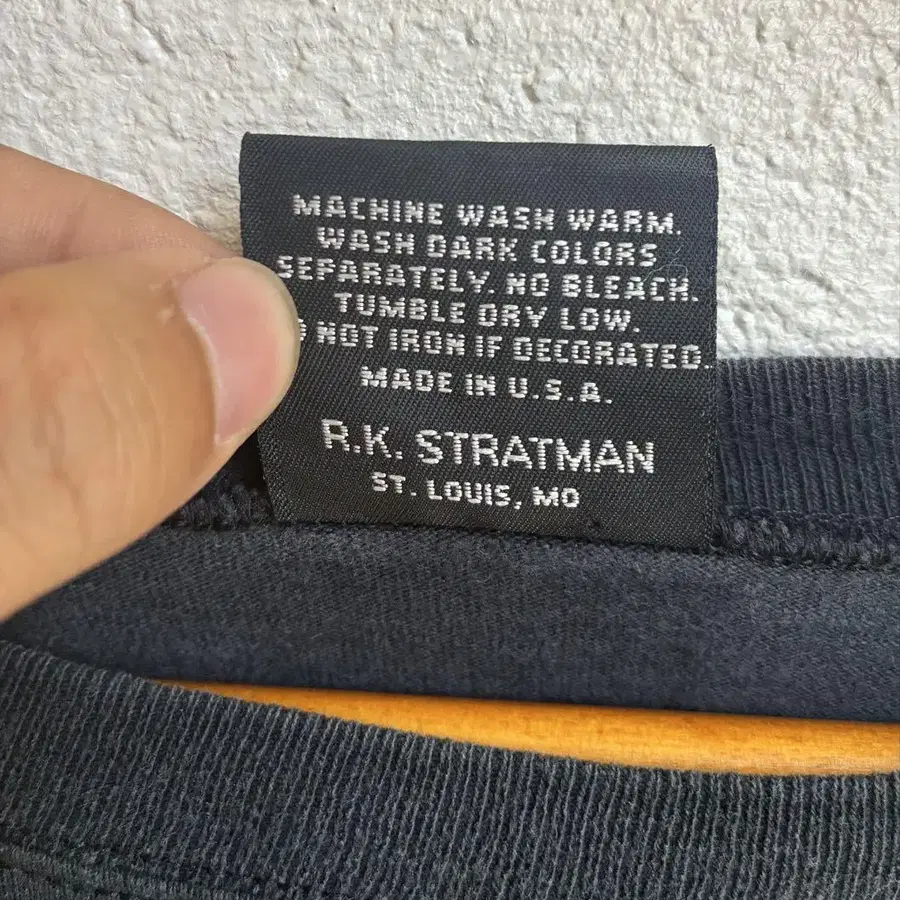 MACHINE WASH WARM.
WASH DARK COLORS
SEPARATELY. NO BLEACH.
TUMBLE DRY LOW.
NOT IRON IF DECORATED.
MADE IN U.S.A.
R.K. STRATMAN
ST. LOUIS, MO